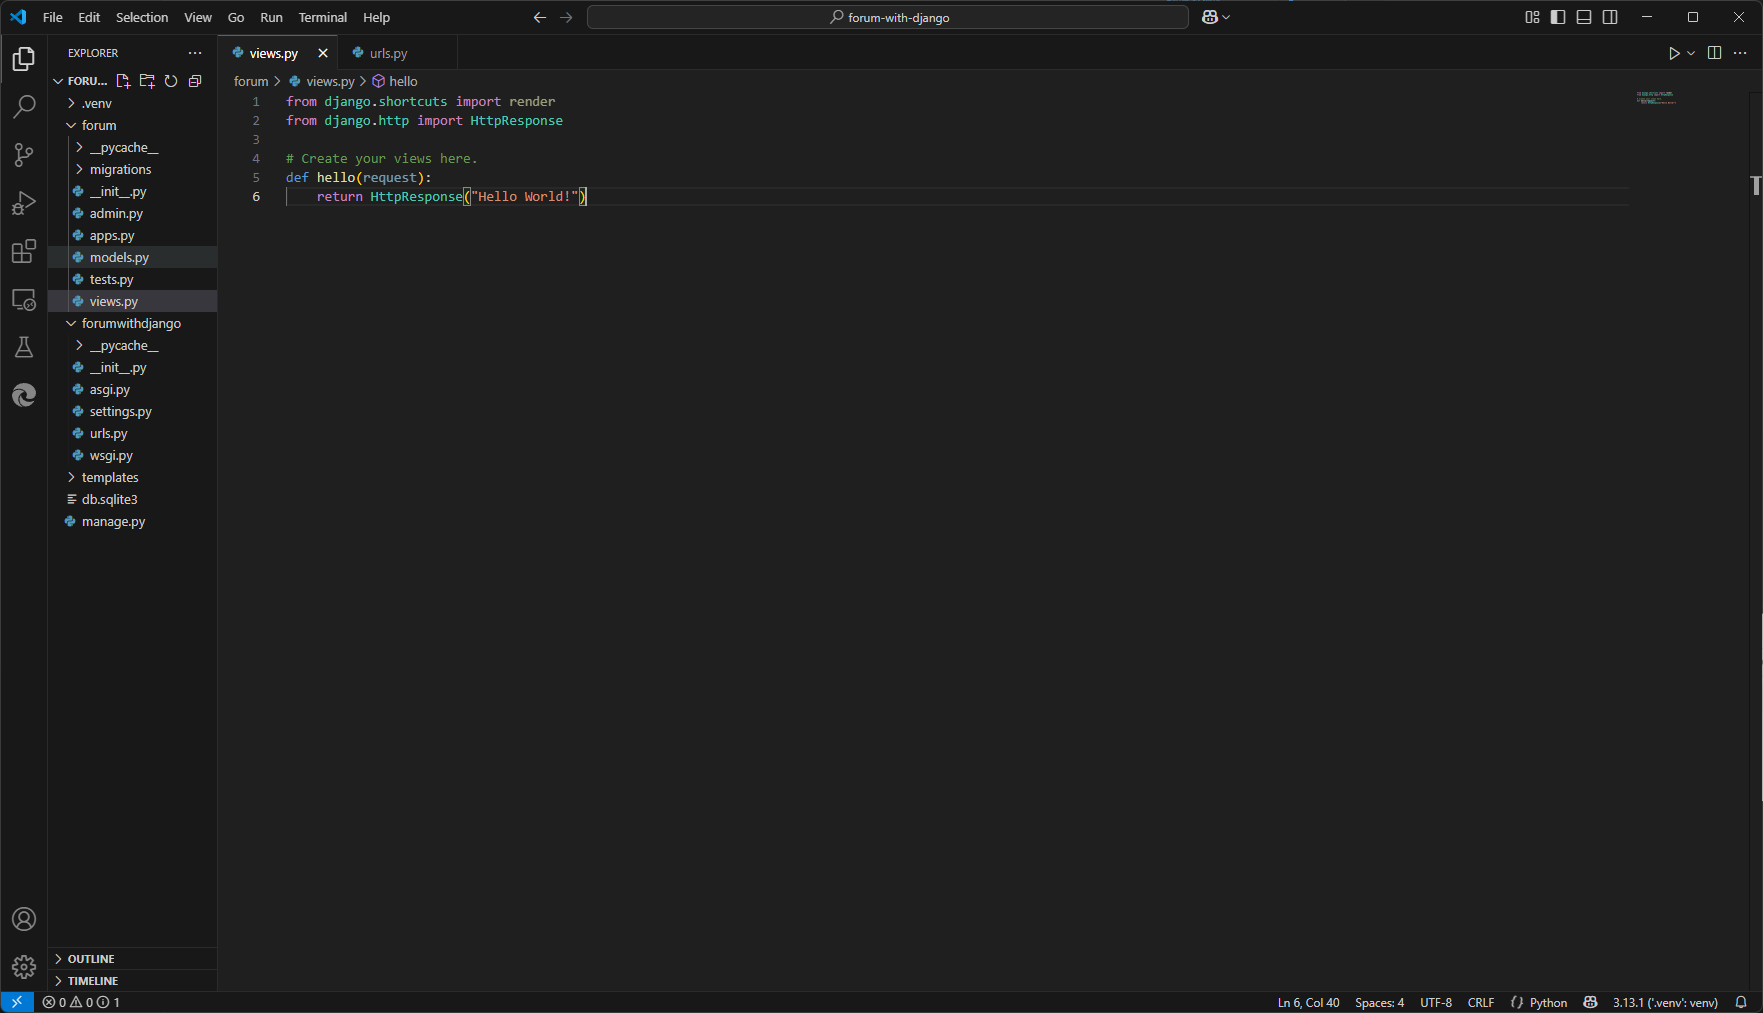 File Edit Selection View Go Run Terminal Help
forum-with-django
EXPLORER
FORU...
.venv
forum
__pycache__
migrations
__init__.py
admin.py
apps.py
models.py
tests.py
views.py
forumwithdjango
__pycache__
__init__.py
asgi.py
settings.py
urls.py
wsgi.py
templates
db.sqlite3
manage.py
OUTLINE
TIMELINE
views.py urls.py
forum > views.py > hello
1 from django.shortcuts import render
2 from django.http import HttpResponse
3
4 # Create your views here.
5 def hello(request):
6 return HttpResponse("Hello World!")
0 0 1
Ln 6, Col 40 Spaces: 4 UTF-8 CRLF {} Python 3.13.1 ('.venv': venv)